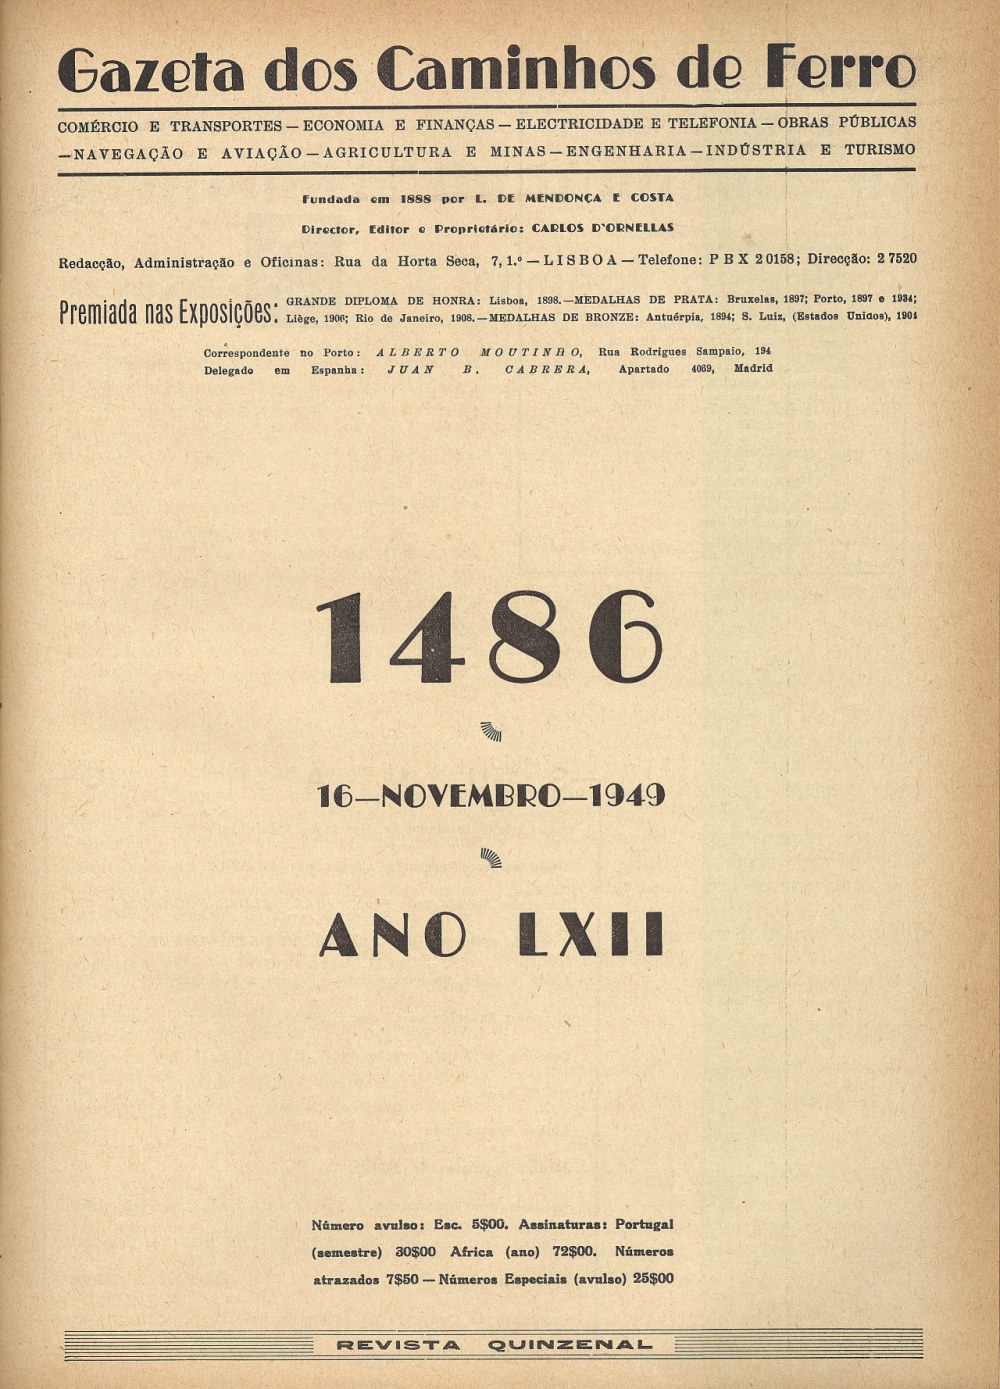 Gazeta dos Caminhos de Ferro
COMÉRCIO E TRANSPORTES — ECONOMIA E FINANÇAS — ELECTRICIDADE E TELEFONIA — OBRAS PÚBLICAS
—NAVEGAÇÃO E AVIAÇÃO—AGRICULTURA E MINAS—ENGENHARIA—INDÚSTRIA E TURISMO
Fundada em 1888 por L. DE MENDONÇA E COSTA
Director, Editor e Proprietário: CARLOS D'ORNELLAS
Redacção, Administração e Oficinas: Rua da Horta Seca, 7, 1.º — LISBOA — Telefone: PBX 20158; Direcção: 27520
Premiada nas Exposições:
GRANDE DIPLOMA DE HONRA: Lisboa, 1898.—MEDALHAS DE PRATA: Bruxelas, 1897; Porto, 1897 e 1934;
Liège, 1906; Rio de Janeiro, 1908.—MEDALHAS DE BRONZE: Antuérpia, 1894; S. Luiz, (Estados Unidos), 1904
Correspondente no Porto: ALBERTO MOUTINHO, Rua Rodrigues Sampaio, 194
Delegado em Espanha: JUAN B. CABRERA, Apartado 4069, Madrid
1486
16—NOVEMBRO—1949
ANO LXII
Número avulso: Esc. 5$00. Assinaturas: Portugal
(semestre) 30$00 Africa (ano) 72$00. Números
atrazados 7$50 — Números Especiais (avulso) 25$00
REVISTA QUINZENAL